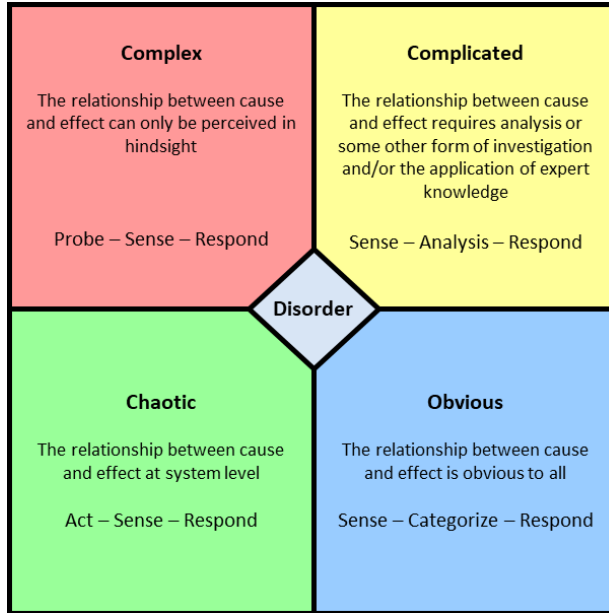 Complex
The relationship between cause
and effect can only be perceived in
hindsight
Probe – Sense – Respond
Complicated
The relationship between cause
and effect requires analysis or
some other form of investigation
and/or the application of expert
knowledge
Sense – Analysis – Respond
Disorder
Chaotic
The relationship between cause
and effect at system level
Act – Sense – Respond
Obvious
The relationship between cause
and effect is obvious to all
Sense – Categorize – Respond